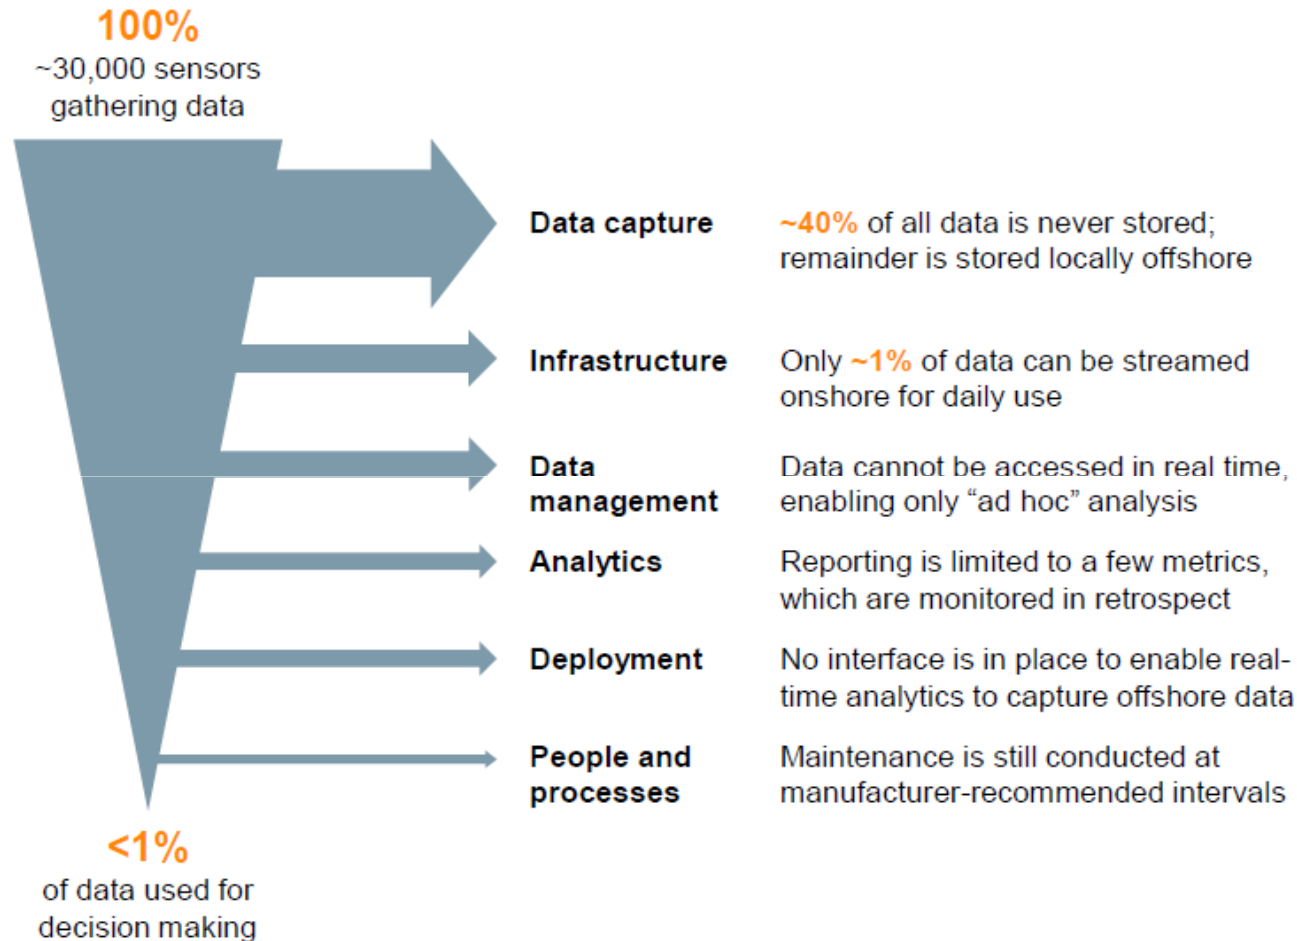 100%
~30,000 sensors
gathering data
Data capture
~40% of all data is never stored;
remainder is stored locally offshore
Infrastructure
Only ~1% of data can be streamed
onshore for daily use
Data
management
Data cannot be accessed in real time,
enabling only “ad hoc” analysis
Analytics
Reporting is limited to a few metrics,
which are monitored in retrospect
Deployment
No interface is in place to enable real-
time analytics to capture offshore data
People and
processes
Maintenance is still conducted at
manufacturer-recommended intervals
<1%
of data used for
decision making